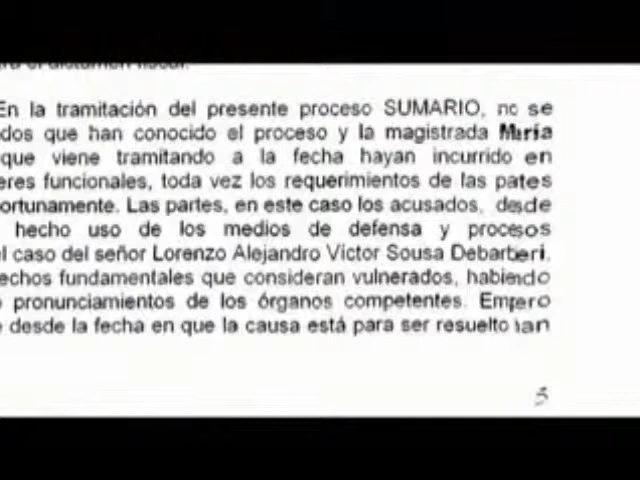 En la tramitación del presente proceso SUMARIO, no se
dos que han conocido el proceso y la magistrada María
que viene tramitando a la fecha hayan incurrido en
eres funcionales, toda vez los requerimientos de las partes
ortunamente. Las partes, en este caso los acusados, desde
hecho uso de los medios de defensa y procesos
l caso del señor Lorenzo Alejandro Victor Sousa Debarberi,
echos fundamentales que consideran vulnerados, habiendo
pronunciamientos de los órganos competentes. Empero
desde la fecha en que la causa está para ser resuelto han
5